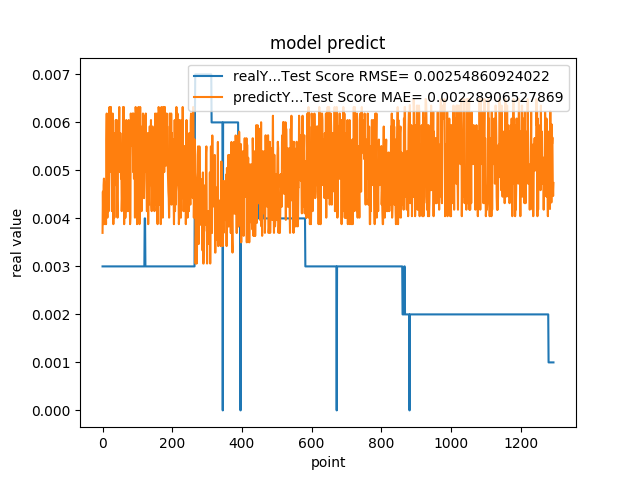 model predict
realY...Test Score RMSE= 0.00254860924022
predictY...Test Score MAE= 0.00228906527869
0.007
0.006
0.005
0.004
0.003
0.002
0.001
0.000
real value
0 200 400 600 800 1000 1200
point